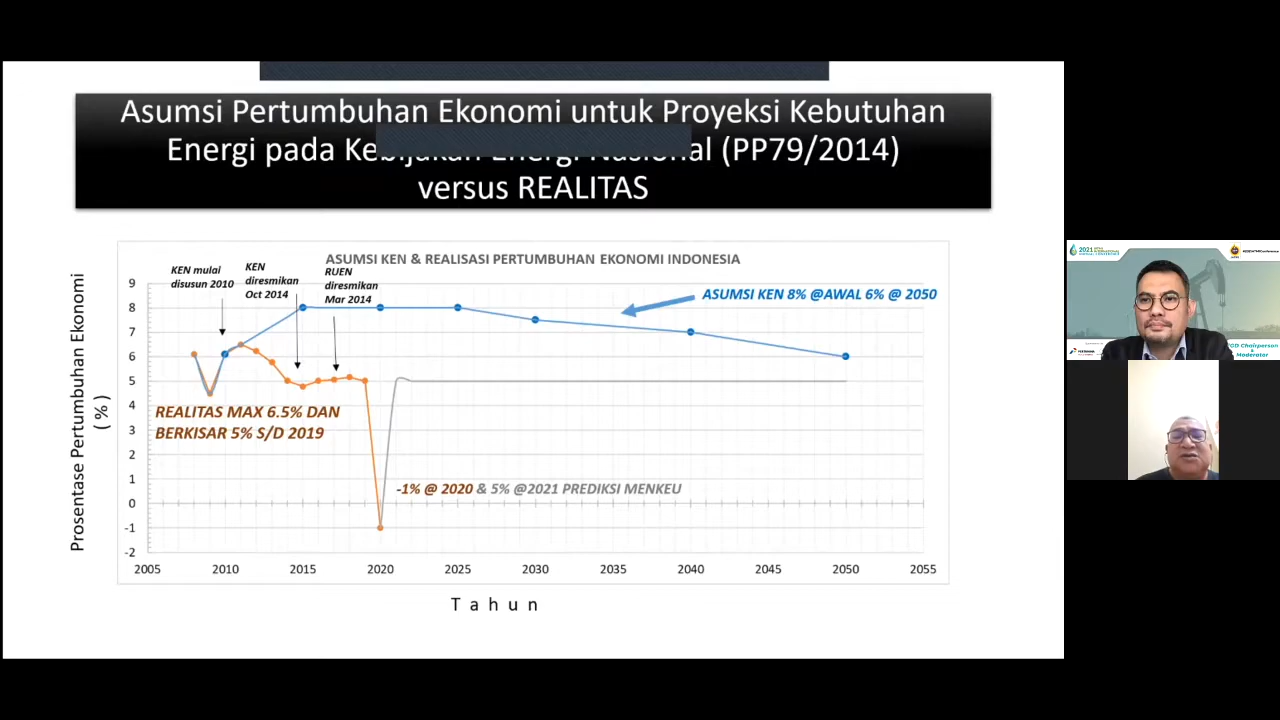 Asumsi Pertumbuhan Ekonomi untuk Proyeksi Kebutuhan
Energi pada Kebijakan Energi Nasional (PP79/2014)
versus REALITAS
ASUMSI KEN & REALISASI PERTUMBUHAN EKONOMI INDONESIA
KEN mulai
disusun 2010
KEN
diresmikan
Oct 2014
RUEN
diresmikan
Mar 2014
ASUMSI KEN 8% @AWAL 6% @ 2050
REALITAS MAX 6.5% DAN
BERKISAR 5% S/D 2019
-1% @ 2020 & 5% @2021 PREDIKSI MENKEU
Prosentase Pertumbuhan Ekonomi
(%)
9
8
7
6
5
4
3
2
1
0
-1
-2
2005 2010 2015 2020 2025 2030 2035 2040 2045 2050 2055
Tahun
2021
Chairperson
&
Moderator